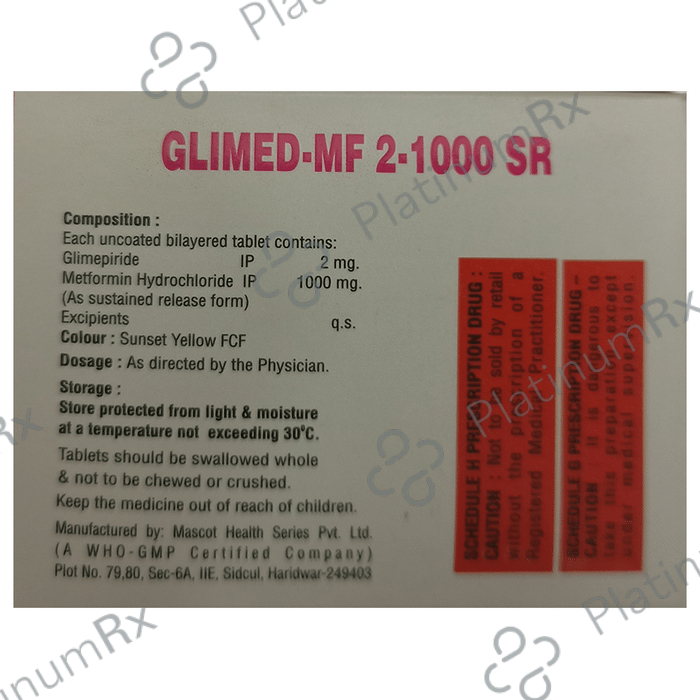 GLIMED-MF 2-1000 SR
Composition :
Each uncoated bilayered tablet contains:
Glimepiride IP 2 mg.
Metformin Hydrochloride IP 1000 mg.
(As sustained release form)
Excipients q.s.
Colour : Sunset Yellow FCF
Dosage : As directed by the Physician.
Storage :
Store protected from light & moisture
at a temperature not exceeding 30°C.
Tablets should be swallowed whole
& not to be chewed or crushed.
Keep the medicine out of reach of children.
Manufactured by: Mascot Health Series Pvt. Ltd.
(A WHO-GMP Certified Company)
Plot No. 79,80, Sec-6A, IIE, Sidcul, Haridwar-249403
SCHEDULE H PRESCRIPTION DRUG :
CAUTION : Not to be sold by retail
without the prescription of a
Registered Medical Practitioner.
SCHEDULE G PRESCRIPTION DRUG –
CAUTION : It is dangerous to
take this preparation except
under medical supervision.
PlatinumRx
PlatinumRx
PlatinumRx
PlatinumRx
PlatinumRx